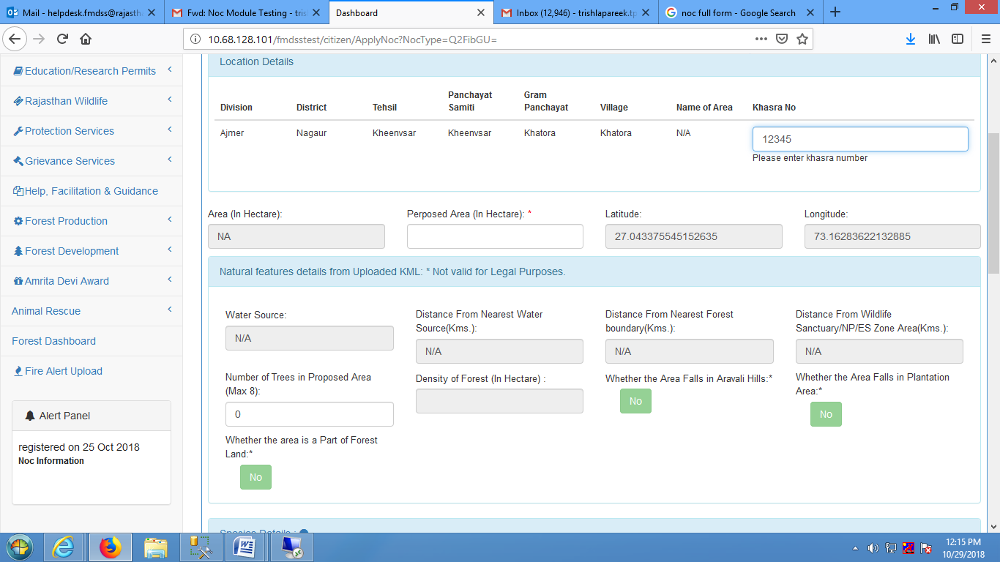 Mail - helpdesk.fmdss@rajasth
Fwd: Noc Module Testing - tris
Dashboard
Inbox (12,946) - trishlapareek.tp
noc full form - Google Search
10.68.128.101/fmdsstest/citizen/ApplyNoc?NocType=Q2FibGU=
Education/Research Permits
Rajasthan Wildlife
Protection Services
Grievance Services
Help, Facilitation & Guidance
Forest Production
Forest Development
Amrita Devi Award
Animal Rescue
Forest Dashboard
Fire Alert Upload
Alert Panel
registered on 25 Oct 2018
Noc Information
Location Details
Division District Tehsil Panchayat Samiti Gram Panchayat Village Name of Area Khasra No
Ajmer Nagaur Kheenvsar Kheenvsar Khatora Khatora N/A 12345
Please enter khasra number
Area (In Hectare): Perposed Area (In Hectare): * Latitude: Longitude:
NA 27.043375545152635 73.16283622132885
Natural features details from Uploaded KML: * Not valid for Legal Purposes.
Water Source:
N/A
Distance From Nearest Water
Source(Kms.):
N/A
Distance From Nearest Forest
boundary(Kms.):
N/A
Distance From Wildlife
Sanctuary/NP/ES Zone Area(Kms.):
N/A
Number of Trees in Proposed Area
(Max 8):
0
Density of Forest (In Hectare) :
Whether the Area Falls in Aravali Hills:*
No
Whether the Area Falls in Plantation
Area:*
No
Whether the area is a Part of Forest
Land:*
No
Species Details :
12:15 PM
10/29/2018